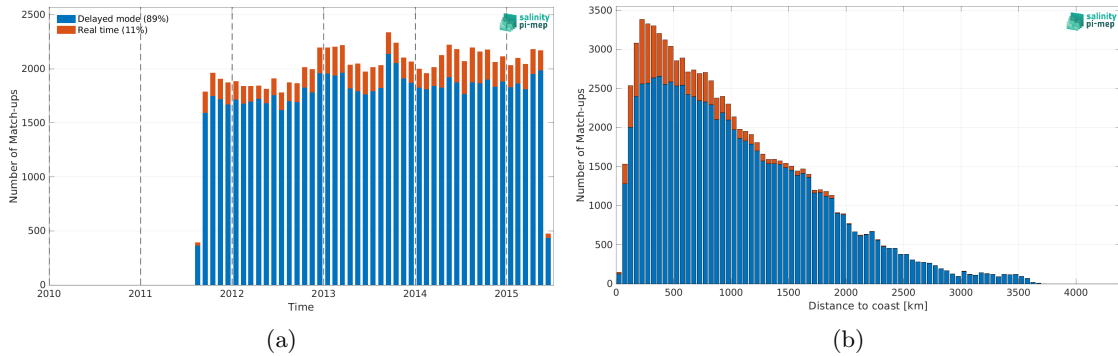 Delayed mode (89%)
Real time (11%)
salinity
pi-mep
Number of Match-ups
2500
2000
1500
1000
500
0
2010 2011 2012 2013 2014 2015
Time
(a)
salinity
pi-mep
Number of Match-ups
3500
3000
2500
2000
1500
1000
500
0
0 500 1000 1500 2000 2500 3000 3500 4000
Distance to coast [km]
(b)